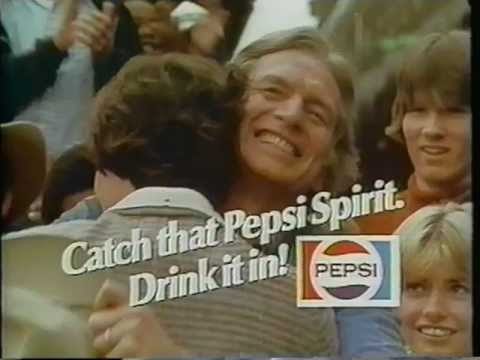 Catch that Pepsi Spirit.
Drink it in!
PEPSI